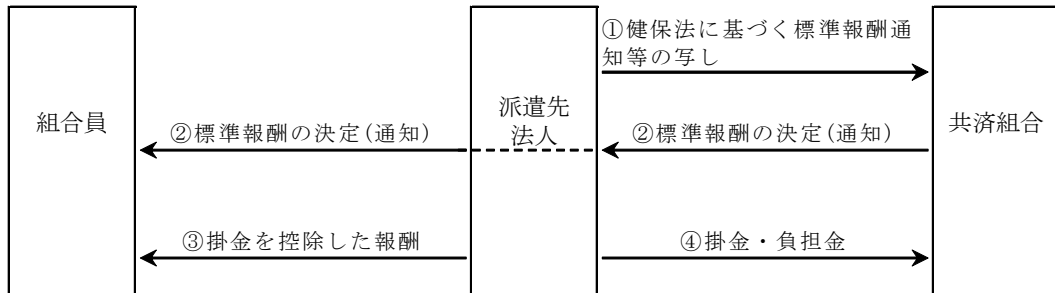 ①健保法に基づく標準報酬通
知等の写し
組合員
派遣先
法人
共済組合
②標準報酬の決定(通知)
②標準報酬の決定(通知)
③掛金を控除した報酬
④掛金・負担金